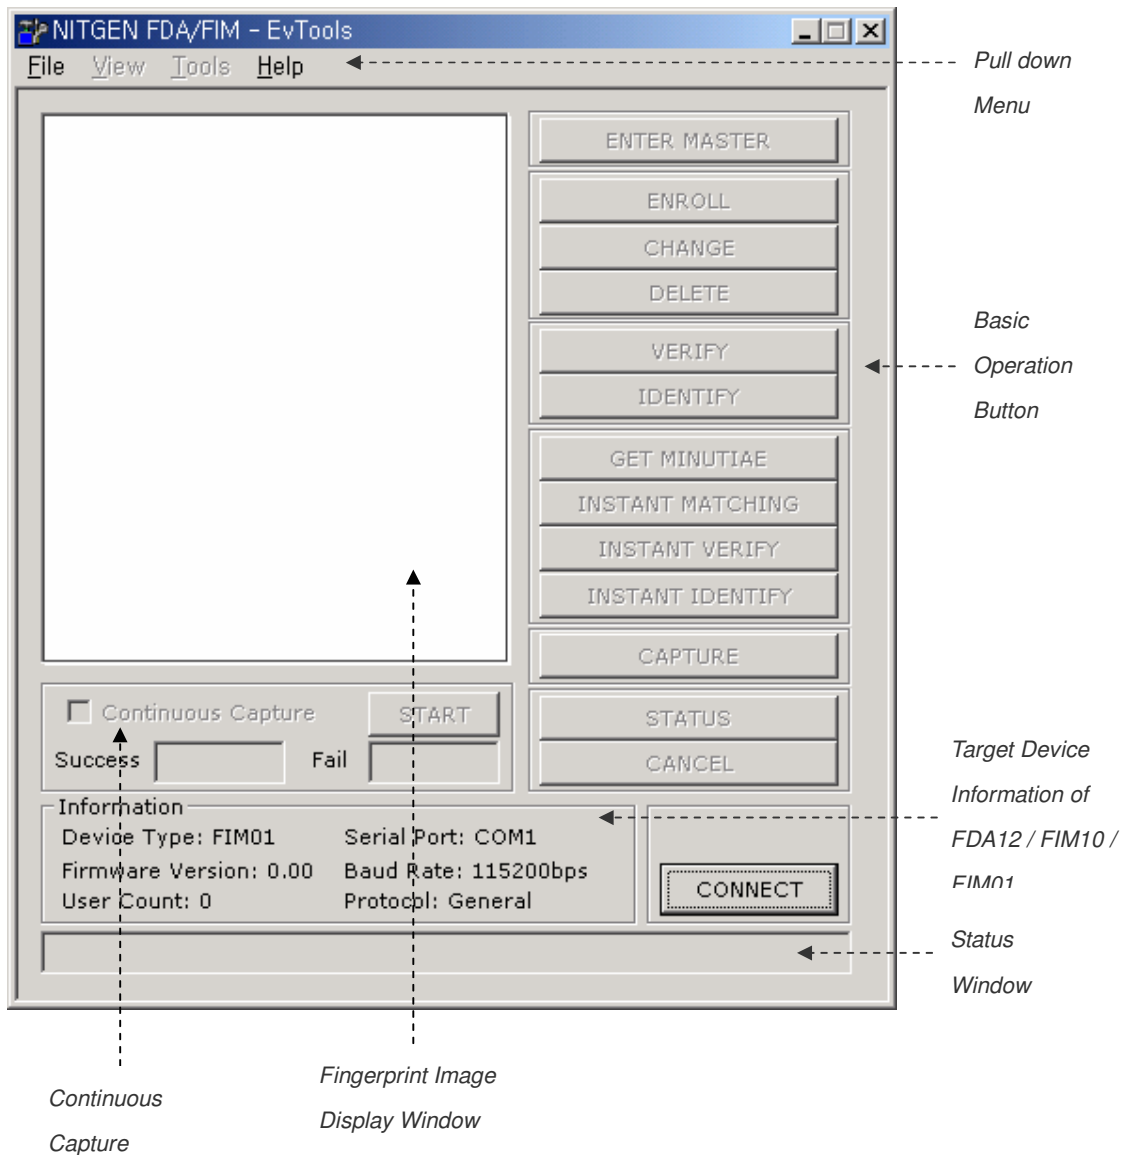 NITGEN FDA/FIM - EvTools
File View Tools Help
Pull down
Menu
ENTER MASTER
ENROLL
CHANGE
DELETE
VERIFY
IDENTIFY
Basic
Operation
Button
GET MINUTIAE
INSTANT MATCHING
INSTANT VERIFY
INSTANT IDENTIFY
CAPTURE
Continuous Capture START
Success Fail
STATUS
CANCEL
Information
Device Type: FIM01 Serial Port: COM1
Firmware Version: 0.00 Baud Rate: 115200bps
User Count: 0 Protocol: General
CONNECT
Target Device
Information of
FDA12 / FIM10 /
FIM01
Status
Window
Fingerprint Image
Display Window
Continuous
Capture